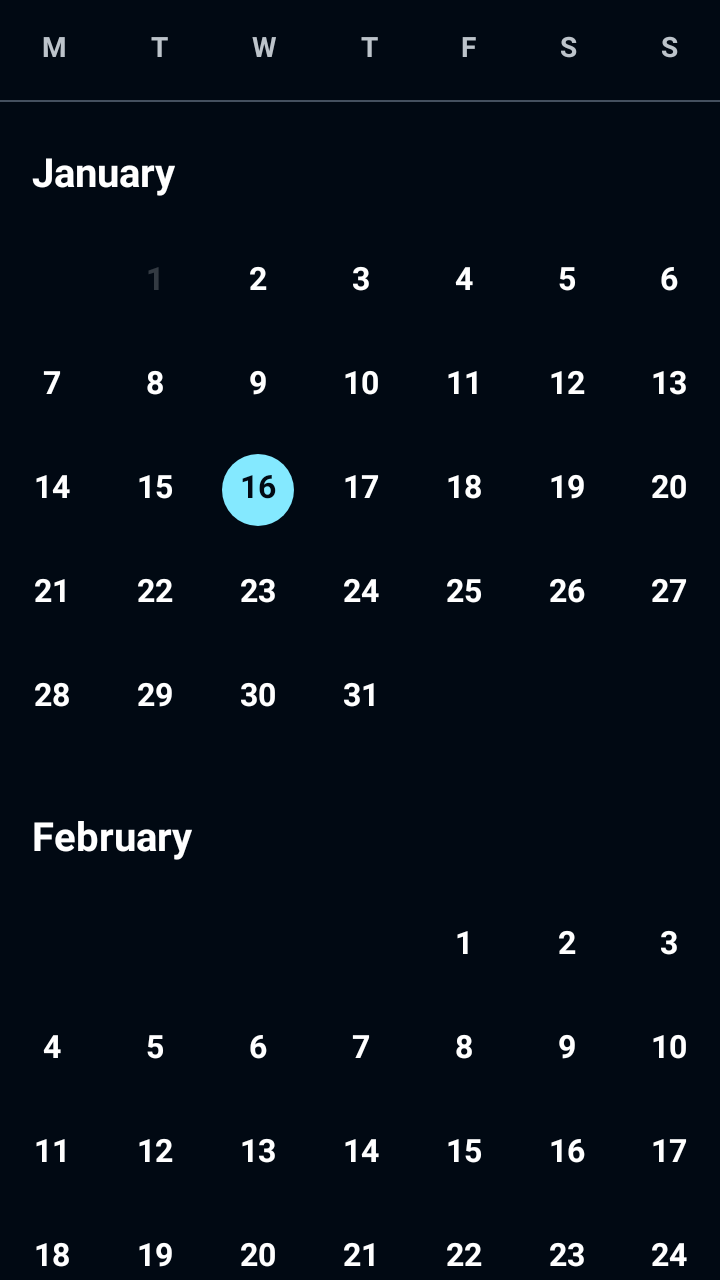 M T W T F S S
January
1 2 3 4 5 6
7 8 9 10 11 12 13
14 15 16 17 18 19 20
21 22 23 24 25 26 27
28 29 30 31
February
1 2 3
4 5 6 7 8 9 10
11 12 13 14 15 16 17
18 19 20 21 22 23 24